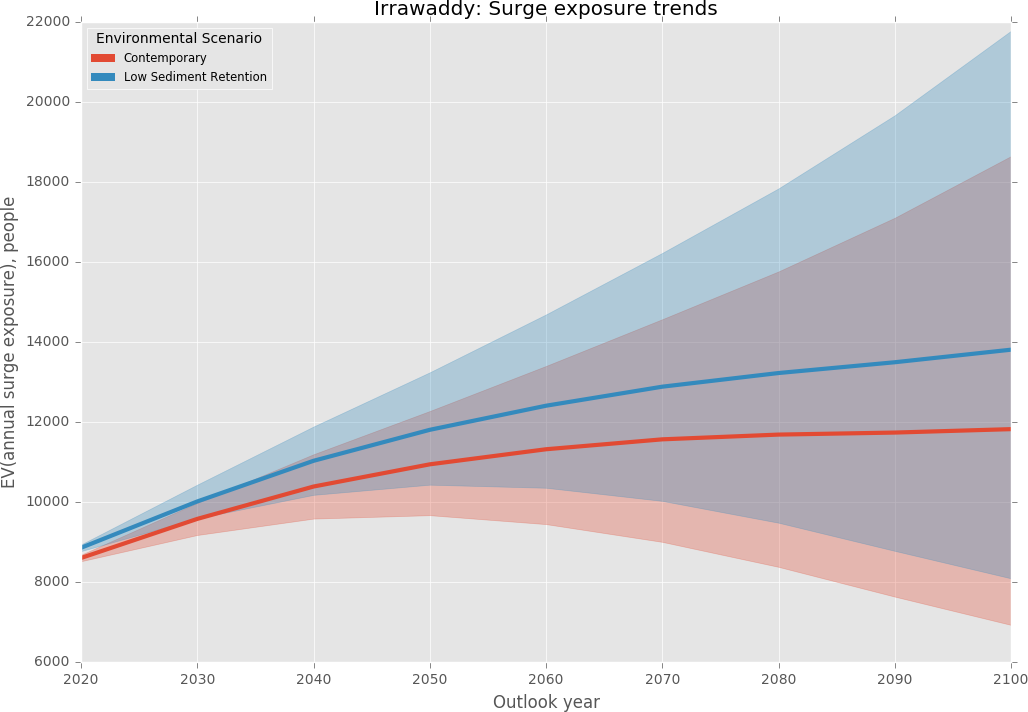 Irrawaddy: Surge exposure trends
Environmental Scenario
Contemporary
Low Sediment Retention
EV(annual surge exposure), people
22000
20000
18000
16000
14000
12000
10000
8000
6000
2020 2030 2040 2050 2060 2070 2080 2090 2100
Outlook year